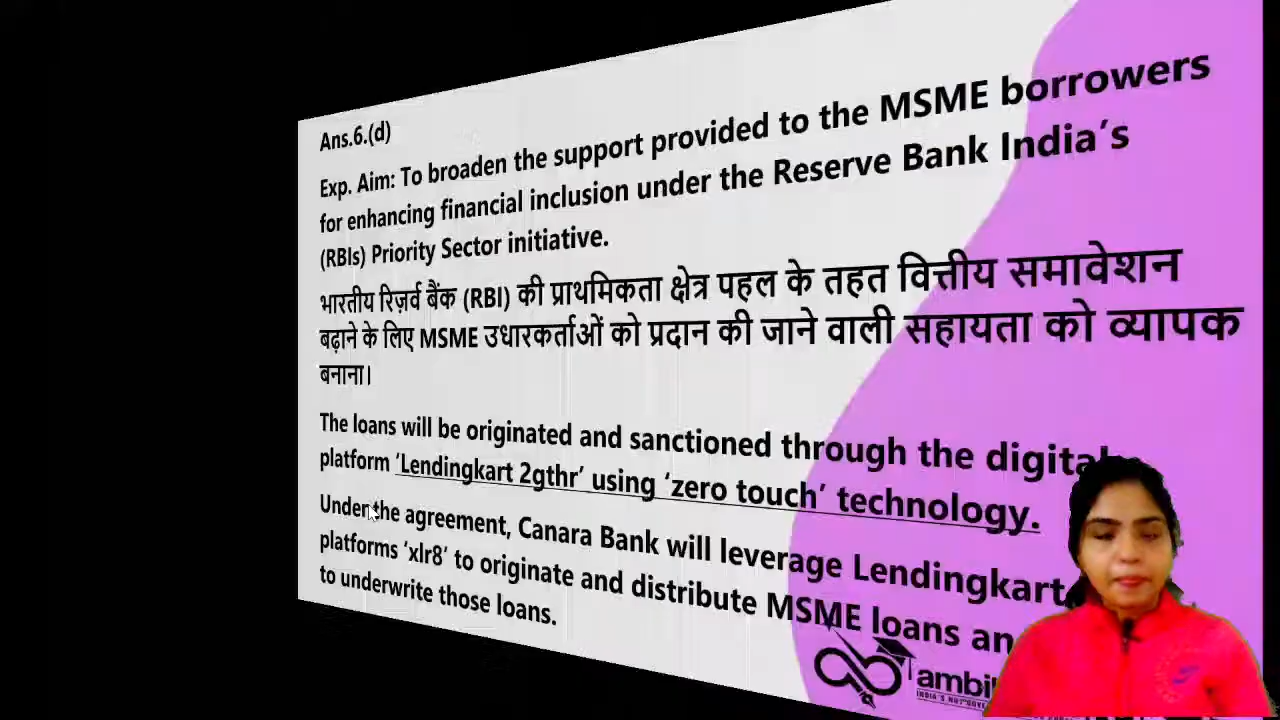 Ans.6.(d)
Exp. Aim: To broaden the support provided to the MSME borrowers
for enhancing financial inclusion under the Reserve Bank India's
(RBIs) Priority Sector initiative.
भारतीय रिज़र्व बैंक (RBI) की प्राथमिकता क्षेत्र पहल के तहत वित्तीय समावेशन
बढ़ाने के लिए MSME उधारकर्ताओं को प्रदान की जाने वाली सहायता को व्यापक
बनाना।
The loans will be originated and sanctioned through the digital
platform 'Lendingkart 2gthr' using 'zero touch' technology.
Under the agreement, Canara Bank will leverage Lendingkart
platforms 'xlr8' to originate and distribute MSME loans
to underwrite those loans.